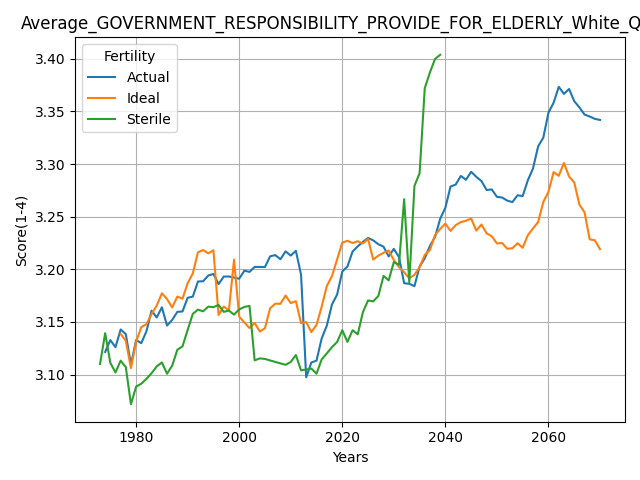 Average_GOVERNMENT_RESPONSIBILITY_PROVIDE_FOR_ELDERLY_White_Q
Fertility
Actual
Ideal
Sterile
Score(1-4)
3.40
3.35
3.30
3.25
3.20
3.15
3.10
1980
2000
2020
2040
2060
Years